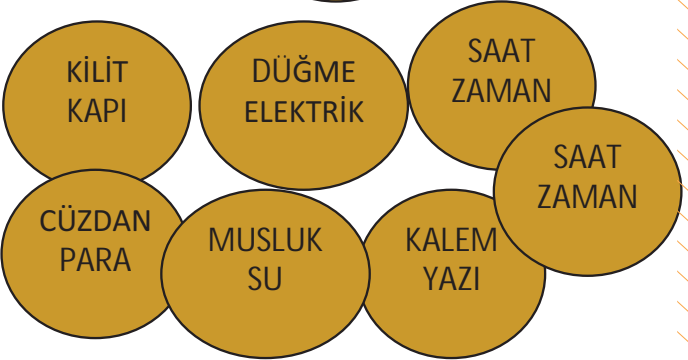 KİLİT
KAPI
DÜĞME
ELEKTRİK
SAAT
ZAMAN
SAAT
ZAMAN
CÜZDAN
PARA
MUSLUK
SU
KALEM
YAZI